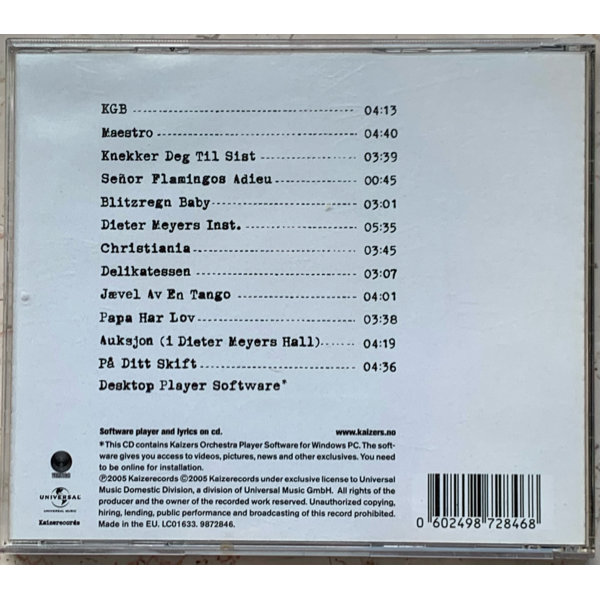 KGB 04:13
Maestro 04:40
Knekker Deg Til Sist 03:39
Señor Flamingos Adieu 00:45
Blitzregn Baby 03:01
Dieter Meyers Inst. 05:35
Christiania 03:45
Delikatessen 03:07
Jævel Av En Tango 04:01
Papa Har Lov 03:38
Auksjon (i Dieter Meyers Hall) 04:19
På Ditt Skift 04:36
Desktop Player Software*
Software player and lyrics on cd. www.kaizers.no
*This CD contains Kaizers Orchestra Player Software for Windows PC. The soft-
ware gives you access to videos, pictures, news and other exclusives. You need
to be online for installation.
℗2005 Kaizerecords ©2005 Kaizerecords under exclusive license to Universal
Music Domestic Division, a division of Universal Music GmbH. All rights of the
producer and the owner of the recorded work reserved. Unauthorized copying,
hiring, lending, public performance and broadcasting of this record prohibited.
Made in the EU. LC01633. 9872846.
UNIVERSAL
UNIVERSAL MUSIC
Kaizerecords
0 602498 728468